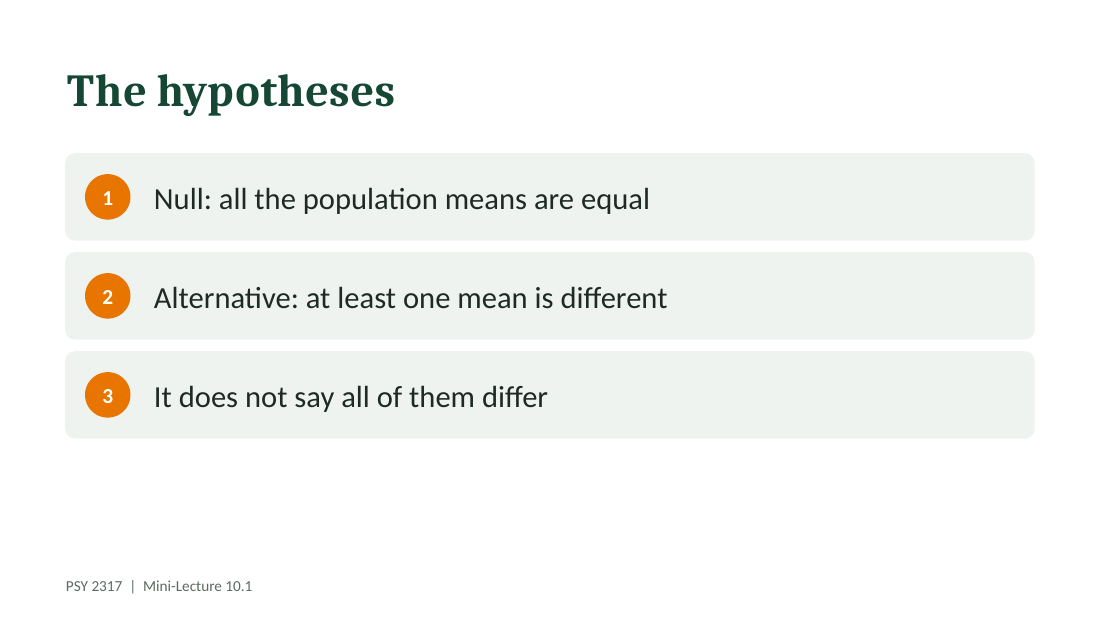 The hypotheses
1 Null: all the population means are equal
2 Alternative: at least one mean is different
3 It does not say all of them differ
PSY 2317 | Mini-Lecture 10.1